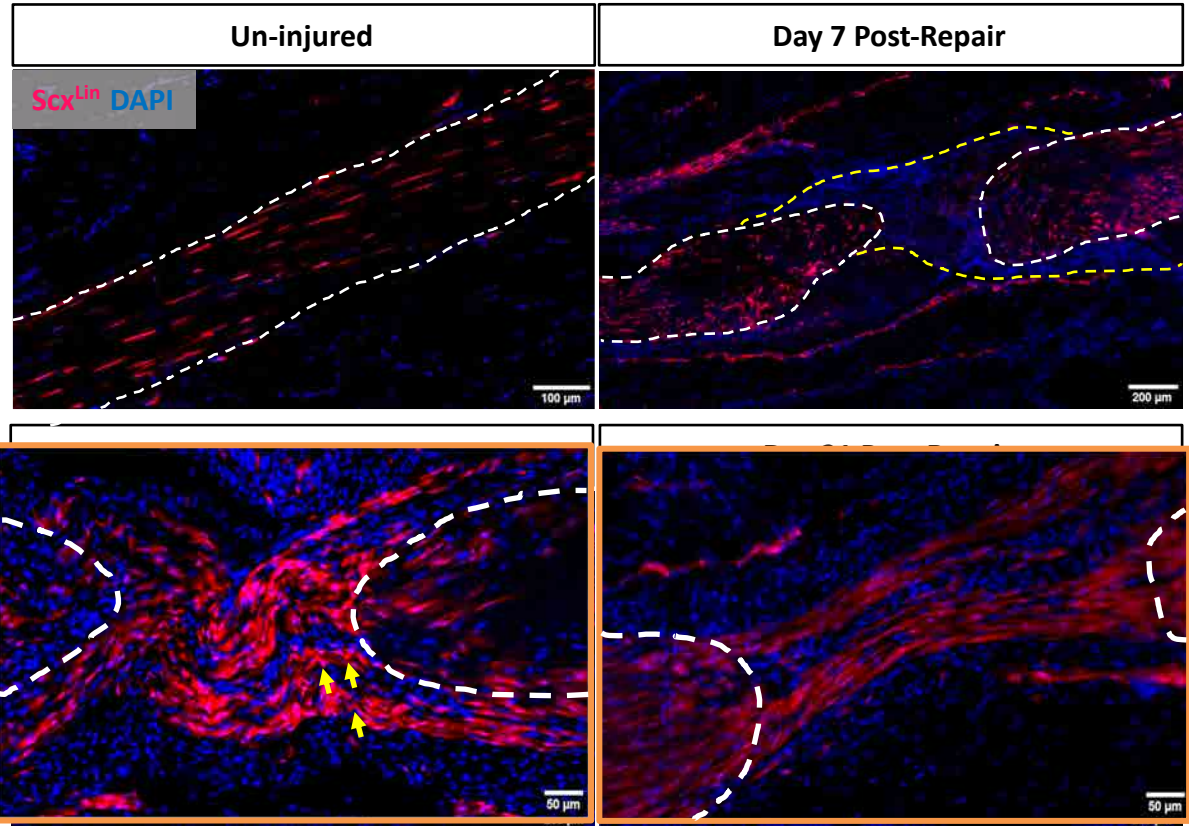 Un-injured
Day 7 Post-Repair
Scx^Lin DAPI
100 µm
200 µm
50 µm
50 µm